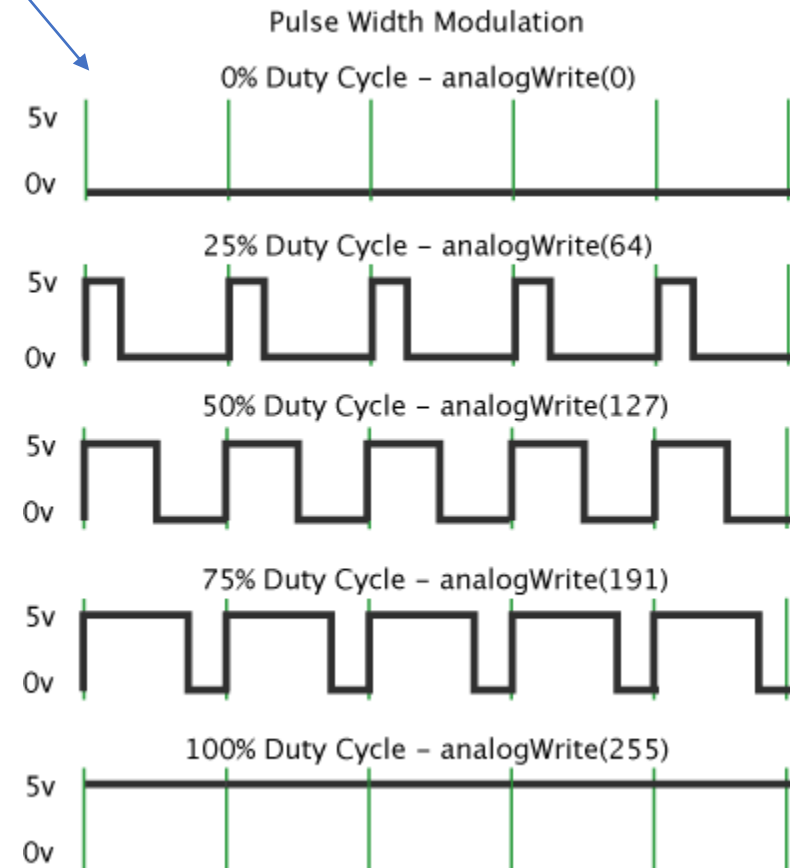 Pulse Width Modulation
0% Duty Cycle – analogWrite(0)
5v
0v
25% Duty Cycle – analogWrite(64)
5v
0v
50% Duty Cycle – analogWrite(127)
5v
0v
75% Duty Cycle – analogWrite(191)
5v
0v
100% Duty Cycle – analogWrite(255)
5v
0v